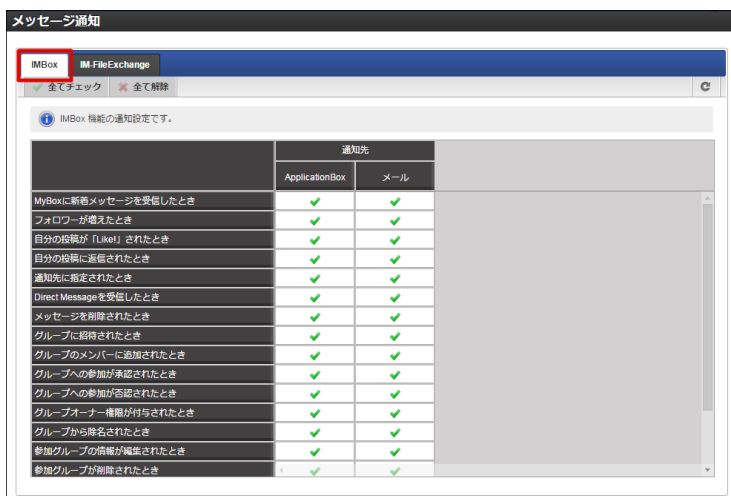 メッセージ通知
IMBox IM-FileExchange
全てチェック 全て解除
IMBox 機能の通知設定です。
通知先
ApplicationBox メール
MyBoxに新着メッセージを受信したとき
フォロワーが増えたとき
自分の投稿が「Like!」されたとき
自分の投稿に返信されたとき
通知先に指定されたとき
Direct Messageを受信したとき
メッセージを削除されたとき
グループに招待されたとき
グループのメンバーに追加されたとき
グループへの参加が承認されたとき
グループへの参加が否認されたとき
グループオーナー権限が付与されたとき
グループから除名されたとき
参加グループの情報が編集されたとき
参加グループが削除されたとき